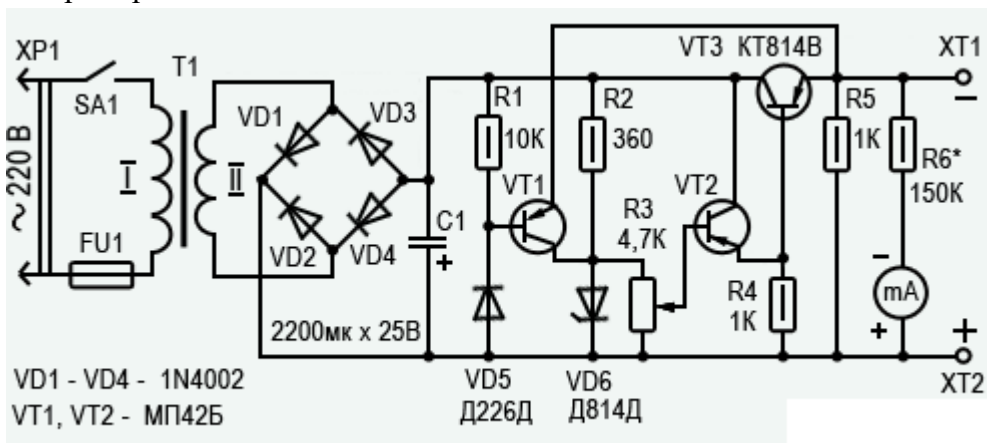 XP1
SA1
T1
~ 220 В
I
II
FU1
VD1
VD3
VD2
VD4
C1
+
2200мк x 25В
R1
10К
R2
360
VT1
R3
4,7К
VT2
VT3 КТ814В
R4
1К
R5
1К
R6*
150К
XT1
−
−
mA
+
+
XT2
VD5
Д226Д
VD6
Д814Д
VD1 - VD4 - 1N4002
VT1, VT2 - МП42Б